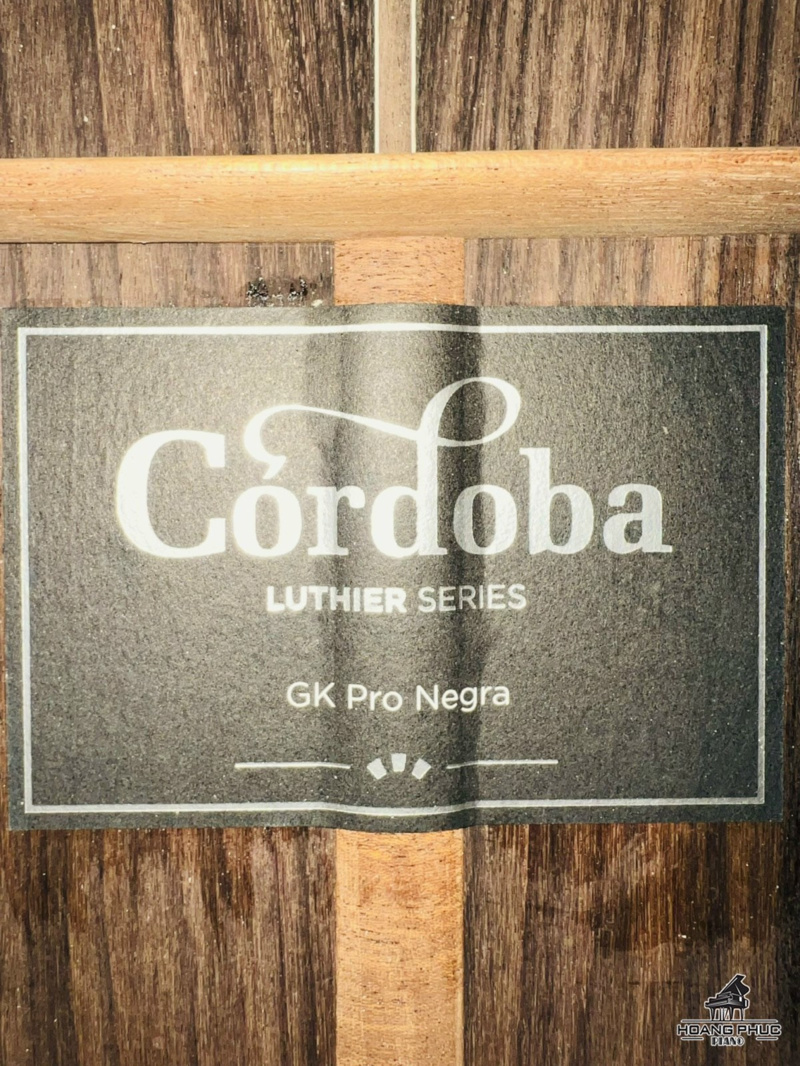 Córdoba
LUTHIER SERIES
GK Pro Negra
HOANG PHUC
PIANO